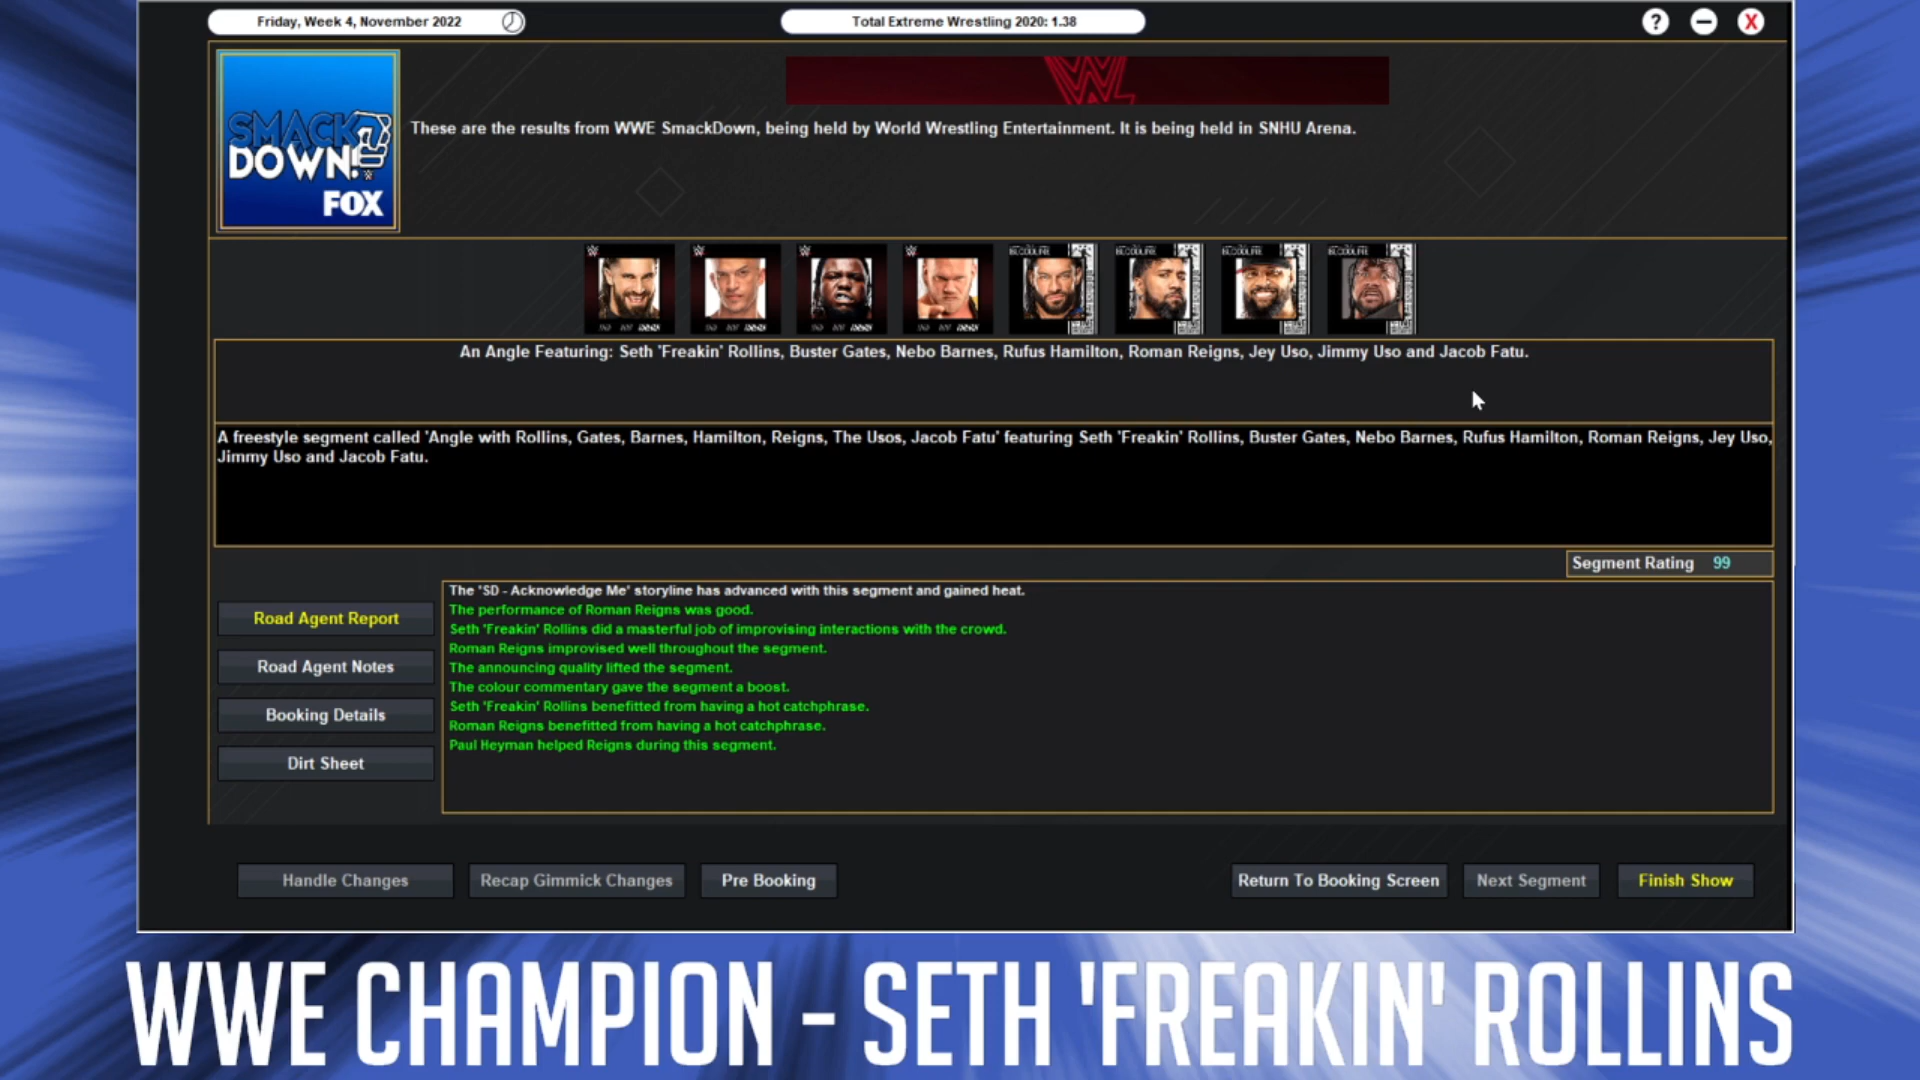 Friday, Week 4, November 2022
Total Extreme Wrestling 2020: 1.38
?
X
SMACK
DOWN!
FOX
These are the results from WWE SmackDown, being held by World Wrestling Entertainment. It is being held in SNHU Arena.
BLOODLINE BLOODLINE BLOODLINE BLOODLINE
An Angle Featuring: Seth 'Freakin' Rollins, Buster Gates, Nebo Barnes, Rufus Hamilton, Roman Reigns, Jey Uso, Jimmy Uso and Jacob Fatu.
A freestyle segment called 'Angle with Rollins, Gates, Barnes, Hamilton, Reigns, The Usos, Jacob Fatu' featuring Seth 'Freakin' Rollins, Buster Gates, Nebo Barnes, Rufus Hamilton, Roman Reigns, Jey Uso,
Jimmy Uso and Jacob Fatu.
Segment Rating 99
Road Agent Report
Road Agent Notes
Booking Details
Dirt Sheet
The 'SD - Acknowledge Me' storyline has advanced with this segment and gained heat.
The performance of Roman Reigns was good.
Seth 'Freakin' Rollins did a masterful job of improvising interactions with the crowd.
Roman Reigns improvised well throughout the segment.
The announcing quality lifted the segment.
The colour commentary gave the segment a boost.
Seth 'Freakin' Rollins benefitted from having a hot catchphrase.
Roman Reigns benefitted from having a hot catchphrase.
Paul Heyman helped Reigns during this segment.
Handle Changes
Recap Gimmick Changes
Pre Booking
Return To Booking Screen
Next Segment
Finish Show
WWE CHAMPION - SETH 'FREAKIN' ROLLINS